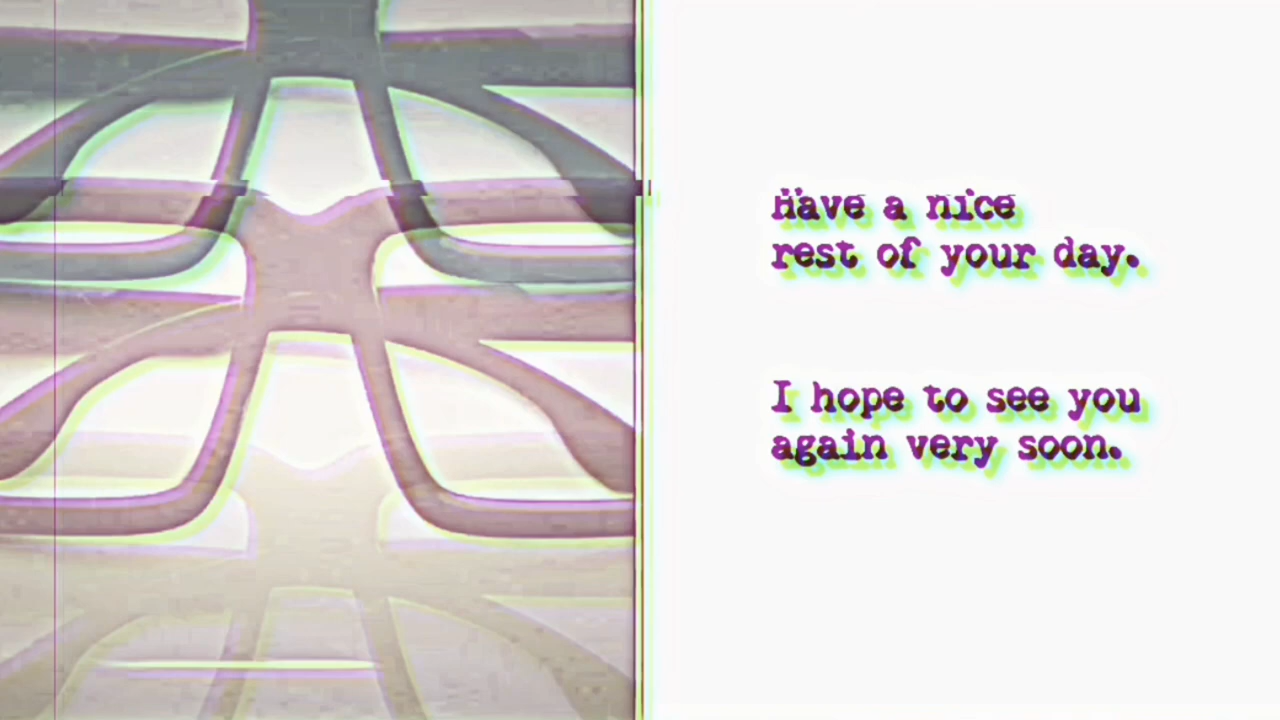 Have a nice
rest of your day.
I hope to see you
again very soon.